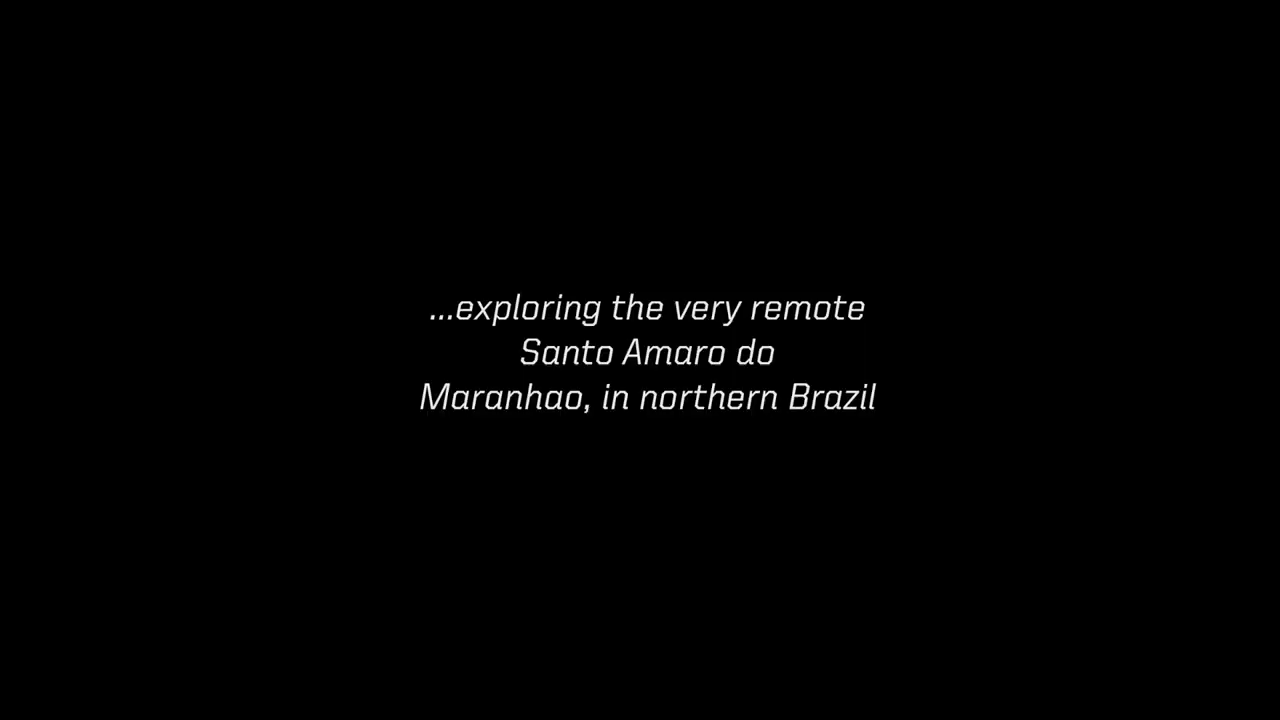 ...exploring the very remote
Santo Amaro do
Maranhao, in northern Brazil